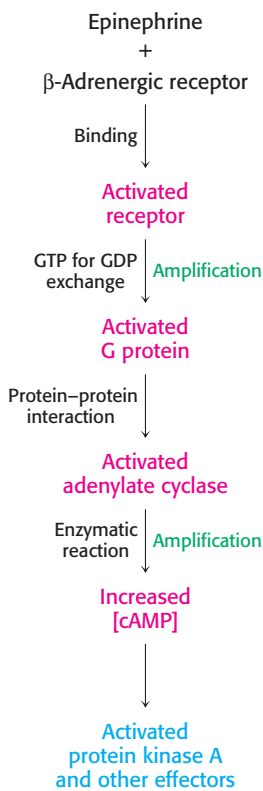 Epinephrine
+
β-Adrenergic receptor
Binding
Activated
receptor
GTP for GDP
exchange
Amplification
Activated
G protein
Protein–protein
interaction
Activated
adenylate cyclase
Enzymatic
reaction
Amplification
Increased
[cAMP]
Activated
protein kinase A
and other effectors